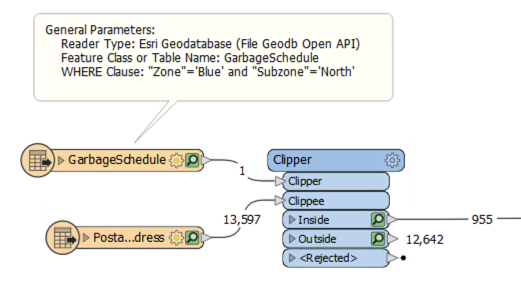 General Parameters:
Reader Type: Esri Geodatabase (File Geodb Open API)
Feature Class or Table Name: GarbageSchedule
WHERE Clause: "Zone"='Blue' and "Subzone"='North'
GarbageSchedule
1
Clipper
Clipper
Clippee
13,597
Posta...dress
Inside
955
Outside
12,642
<Rejected>